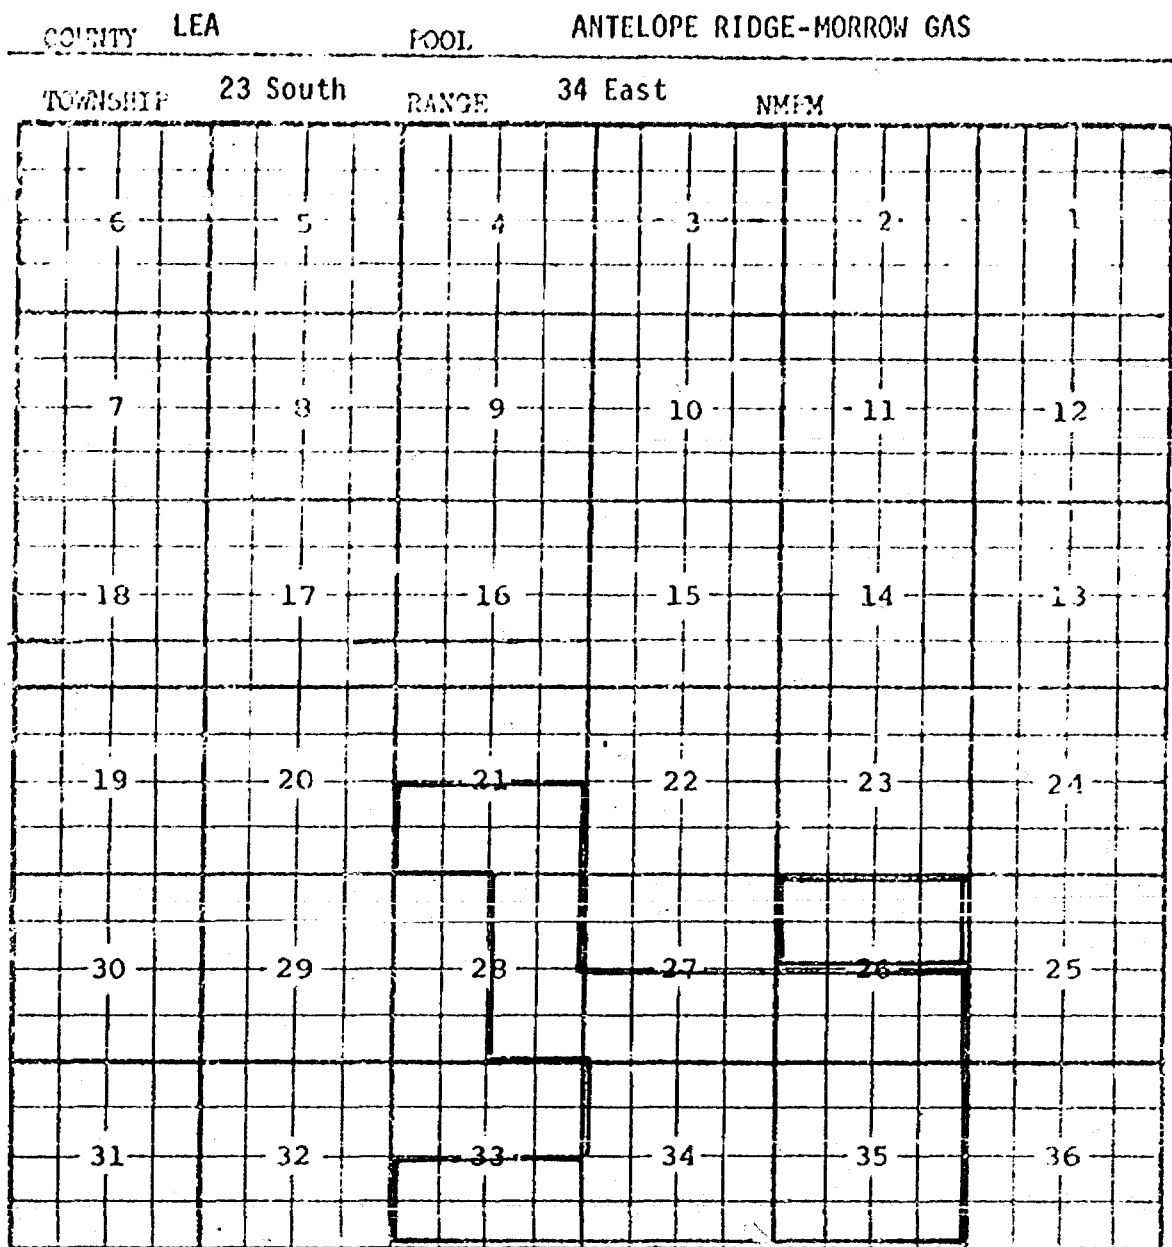 COUNTY LEA POOL ANTELOPE RIDGE-MORROW GAS
TOWNSHIP 23 South RANGE 34 East NMPM
6 5 4 3 2 1
7 8 9 10 11 12
18 17 16 15 14 13
19 20 21 22 23 24
30 29 28 27 26 25
31 32 33 34 35 36